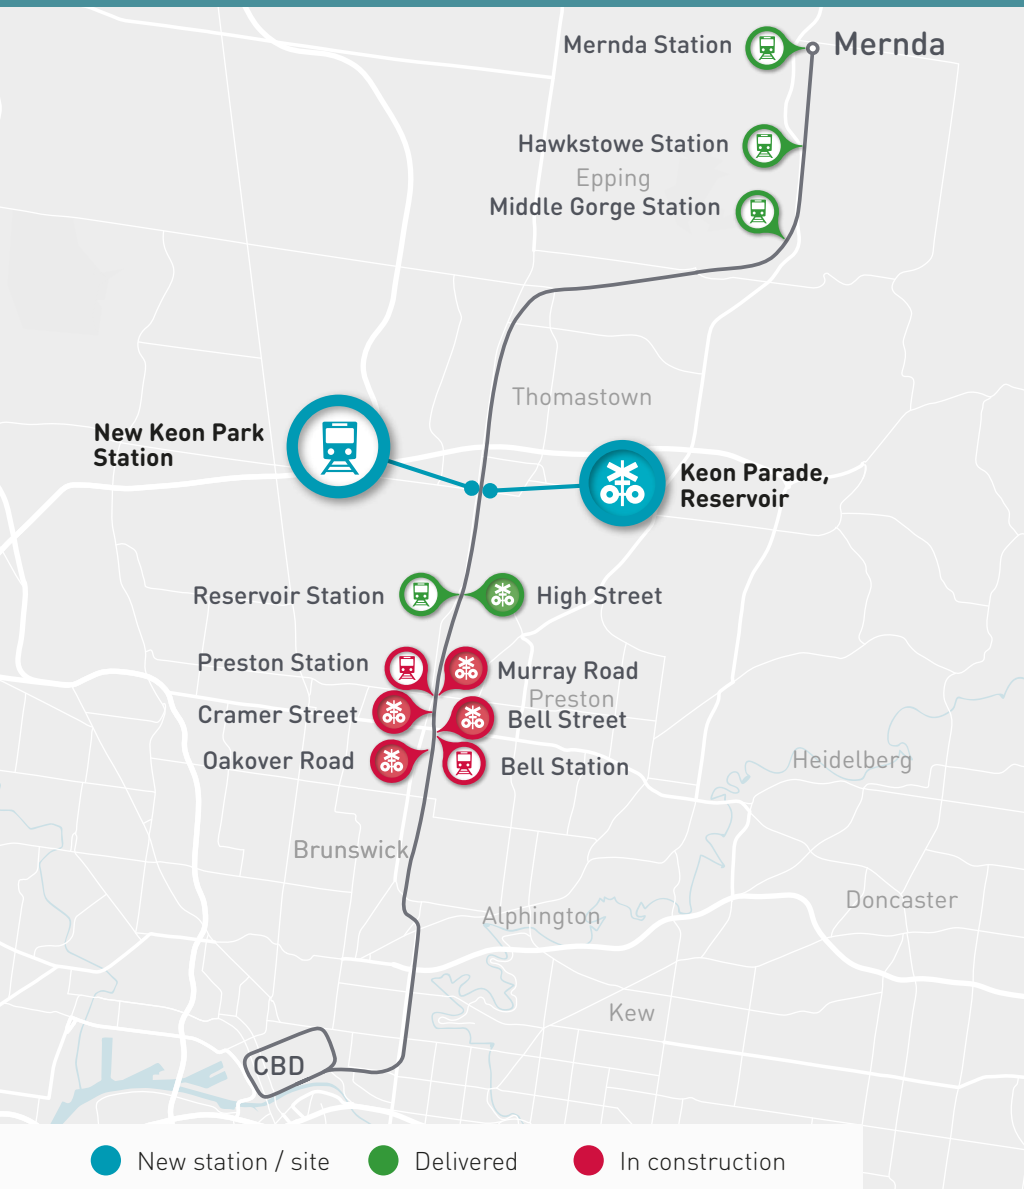 Mernda Station
Mernda
Hawkstowe Station
Epping
Middle Gorge Station
Thomastown
New Keon Park
Station
Keon Parade,
Reservoir
Reservoir Station
High Street
Preston Station
Murray Road
Preston
Cramer Street
Bell Street
Oakover Road
Bell Station
Heidelberg
Brunswick
Doncaster
Alphington
Kew
CBD
New station / site
Delivered
In construction